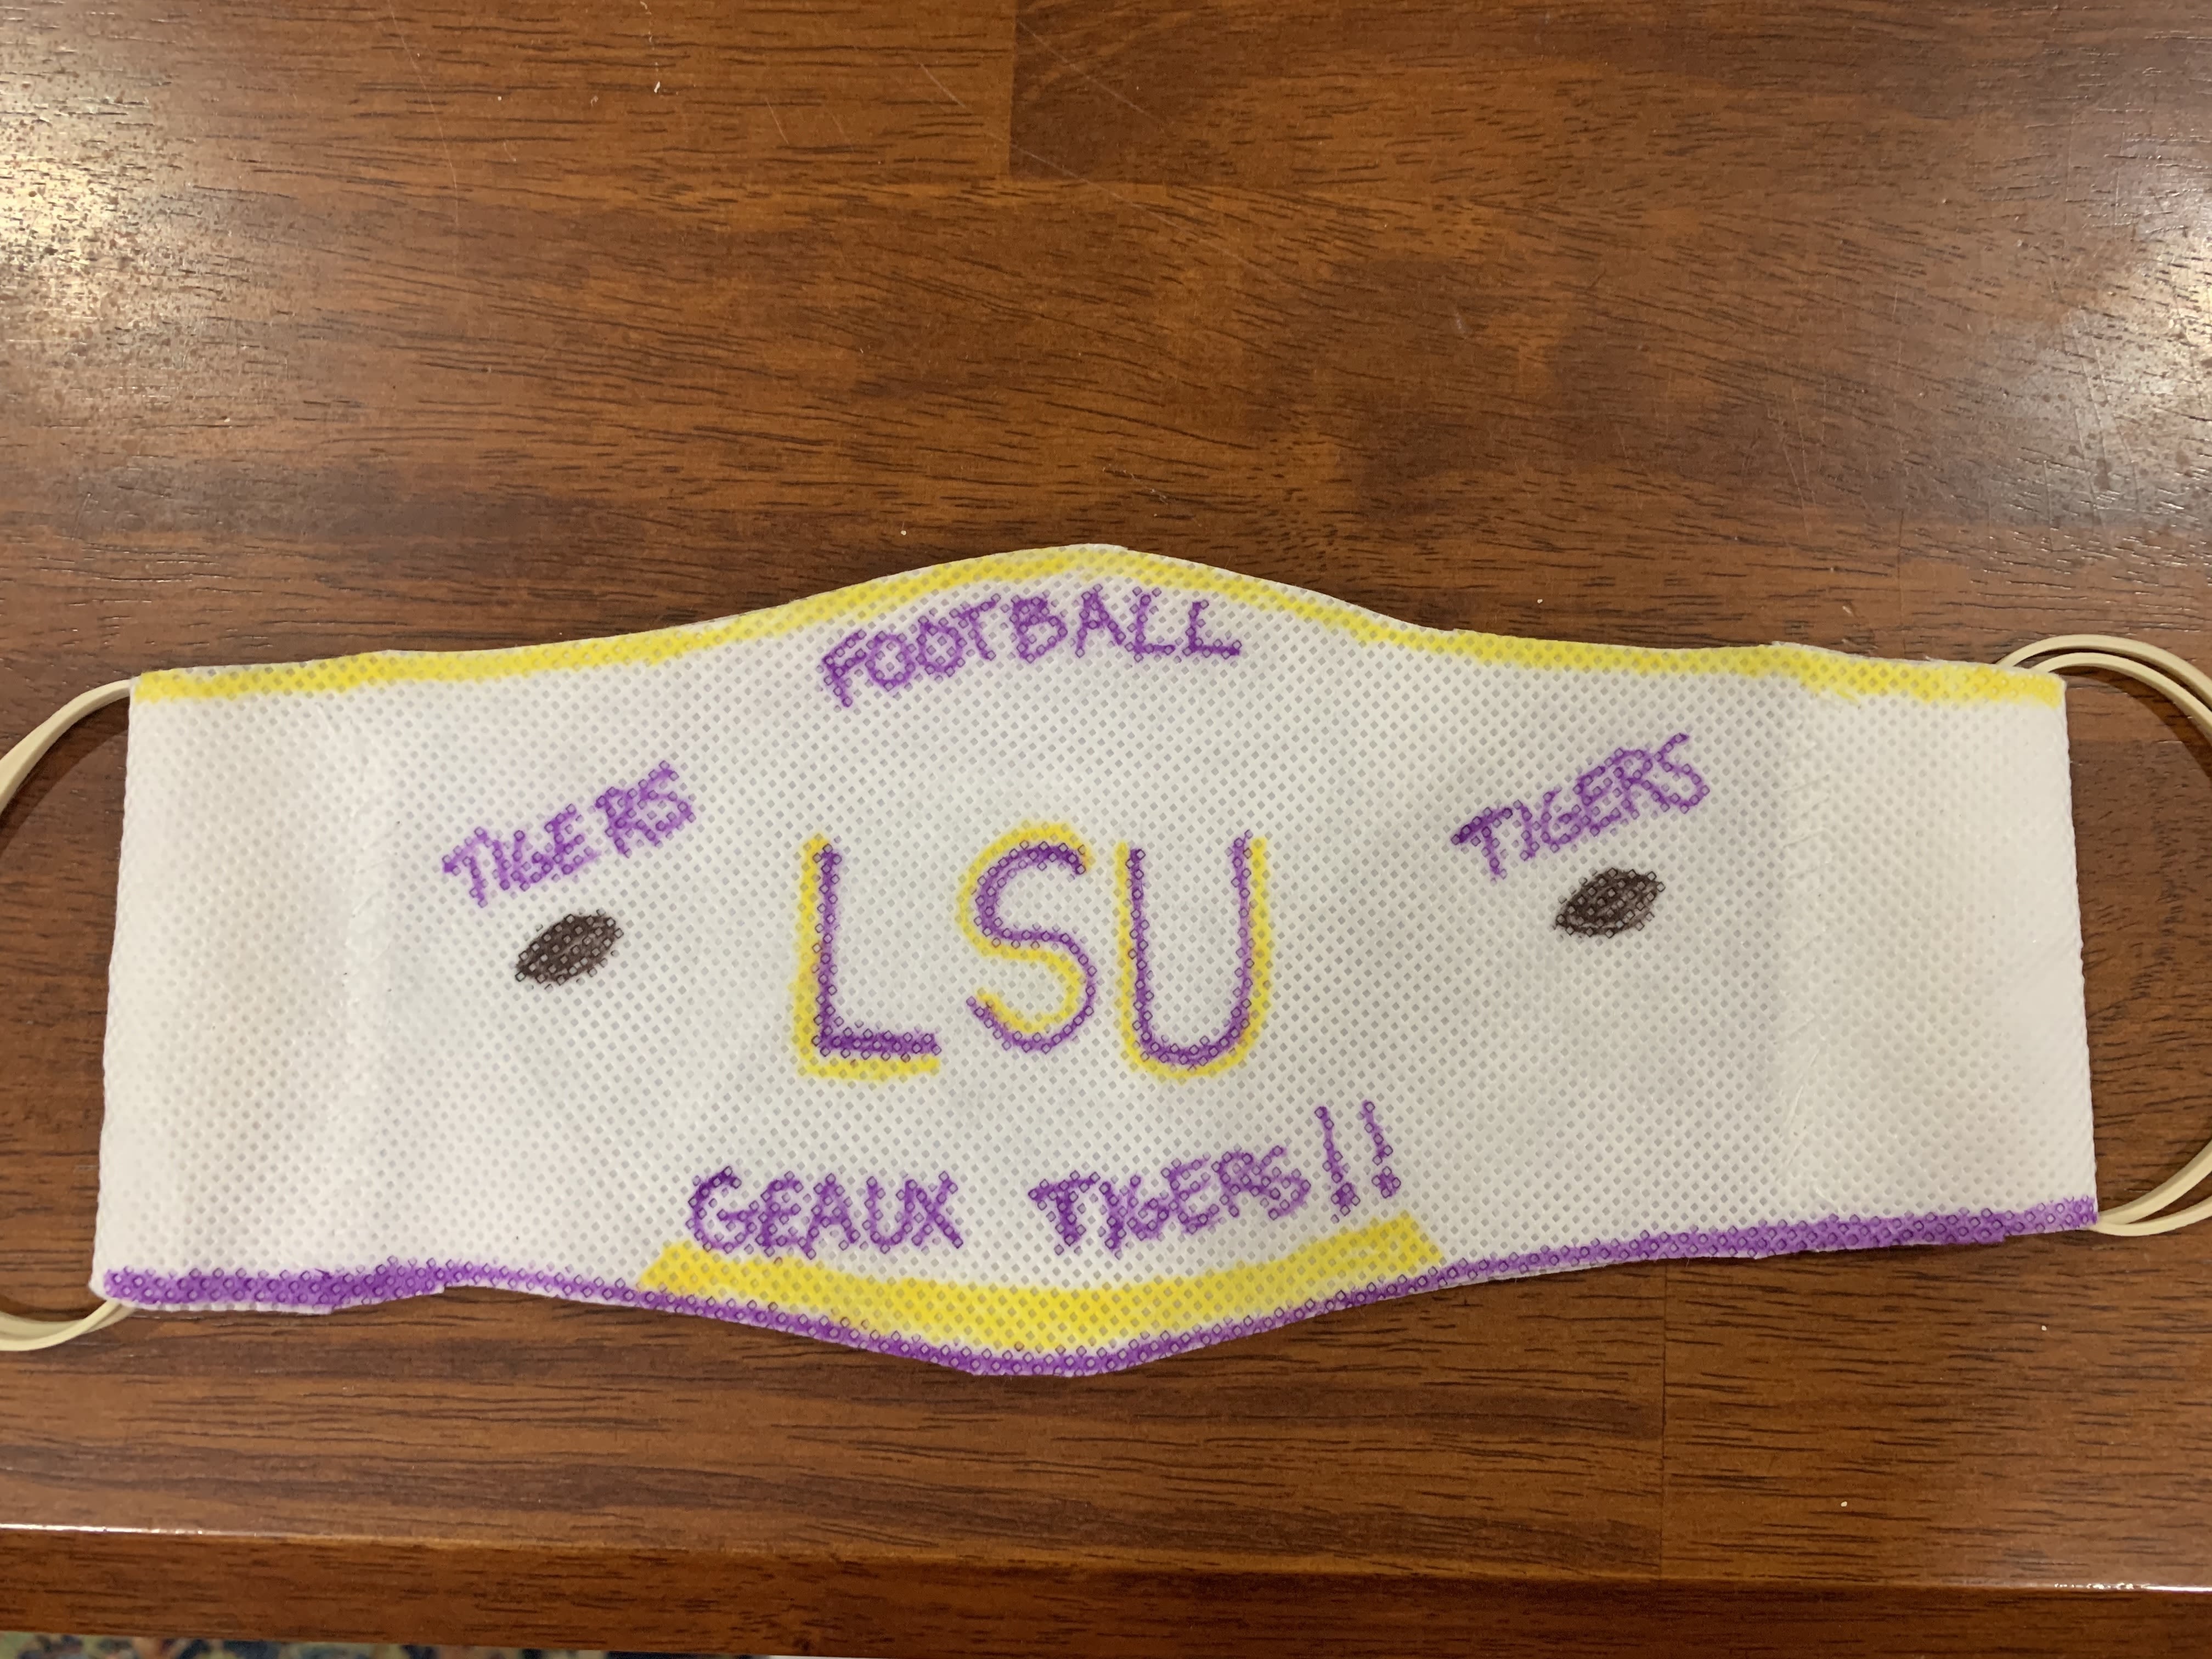 FOOTBALL
TIGERS
TIGERS
LSU
GEAUX TIGERS!!